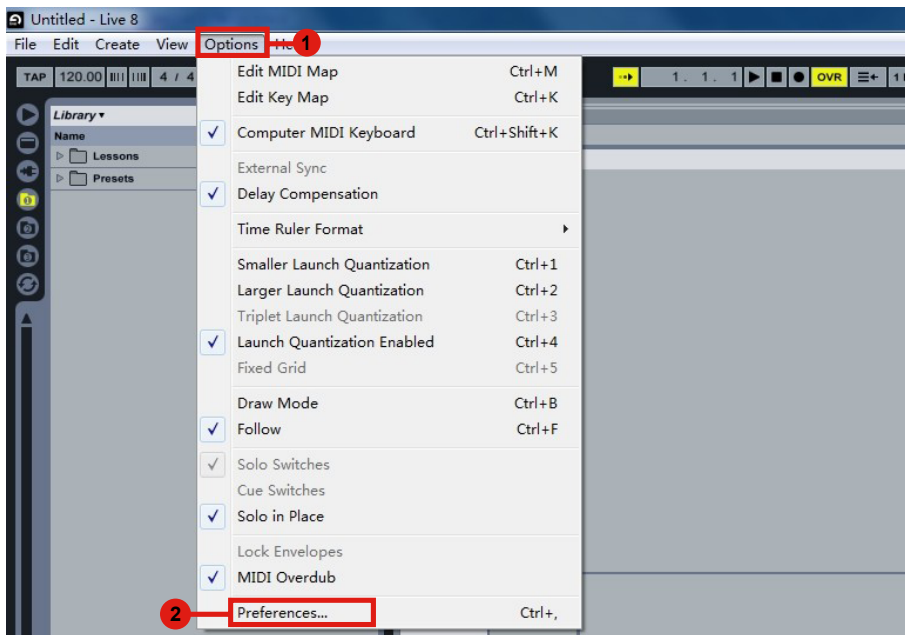 Untitled - Live 8
File Edit Create View Options
1
TAP 120.00 4 / 4 1. 1. 1 OVR
Library
Name
Lessons
Presets
Edit MIDI Map Ctrl+M
Edit Key Map Ctrl+K
Computer MIDI Keyboard Ctrl+Shift+K
External Sync
Delay Compensation
Time Ruler Format
Smaller Launch Quantization Ctrl+1
Larger Launch Quantization Ctrl+2
Triplet Launch Quantization Ctrl+3
Launch Quantization Enabled Ctrl+4
Fixed Grid Ctrl+5
Draw Mode Ctrl+B
Follow Ctrl+F
Solo Switches
Cue Switches
Solo in Place
Lock Envelopes
MIDI Overdub
2 Preferences... Ctrl+,